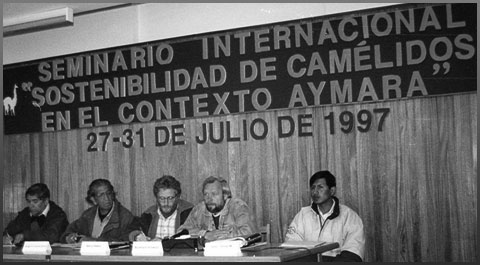 SEMINARIO INTERNACIONAL
"SOSTENIBILIDAD DE CAMÉLIDOS
EN EL CONTEXTO AYMARA"
27-31 DE JULIO DE 1997